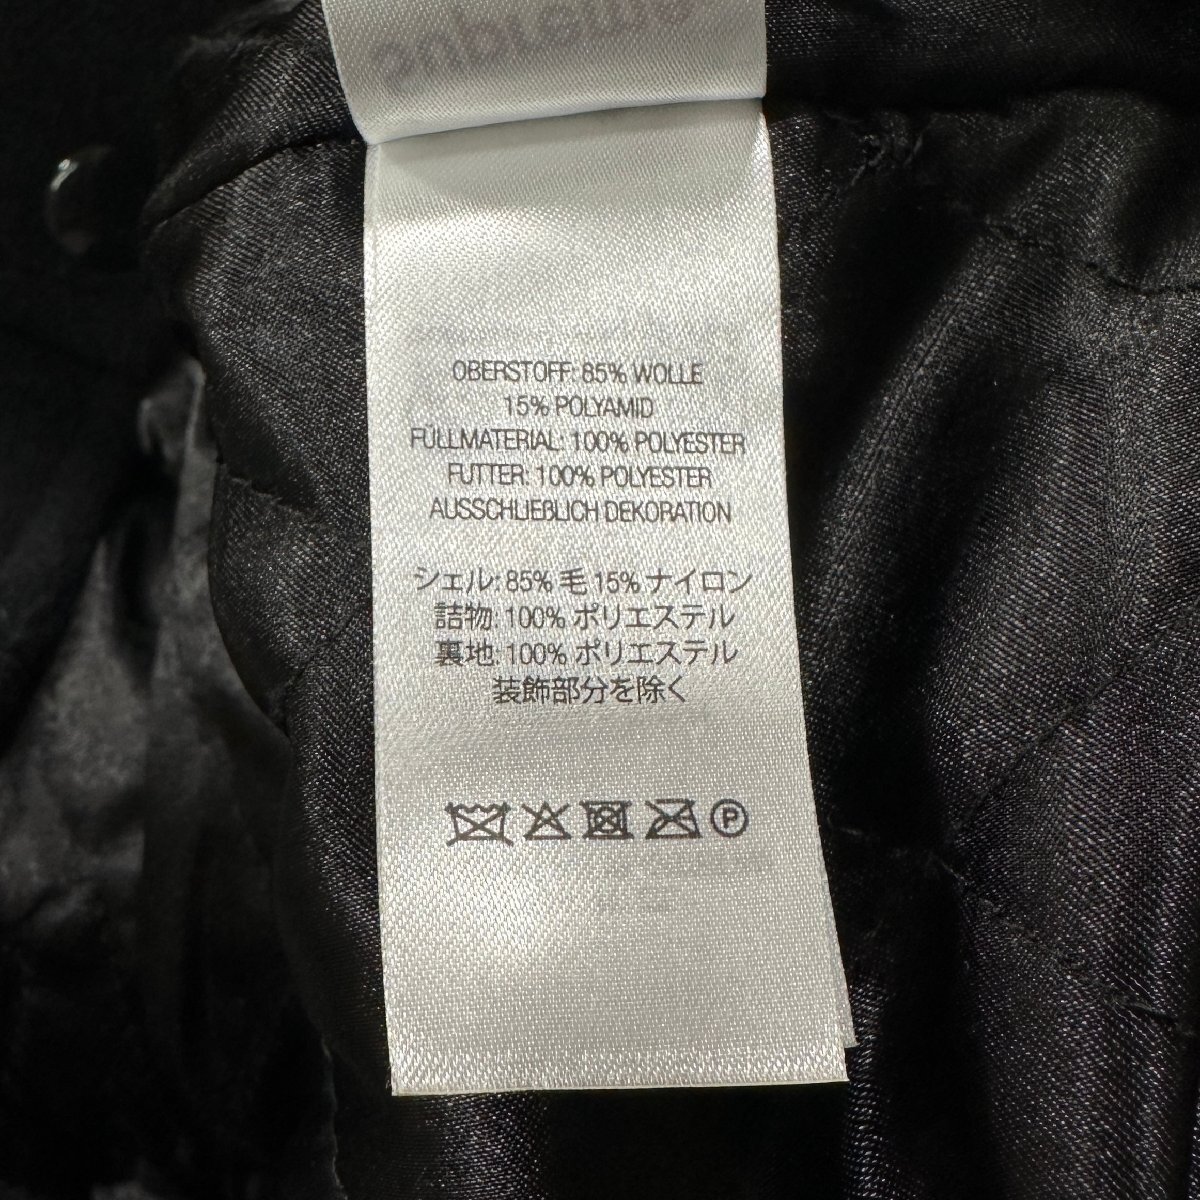 OBERSTOFF: 85% WOLLE
15% POLYAMID
FÜLLMATERIAL: 100% POLYESTER
FUTTER: 100% POLYESTER
AUSSCHLIEßLICH DEKORATION
シェル: 85% 毛 15% ナイロン
詰物: 100% ポリエステル
裏地: 100% ポリエステル
装飾部分を除く
P